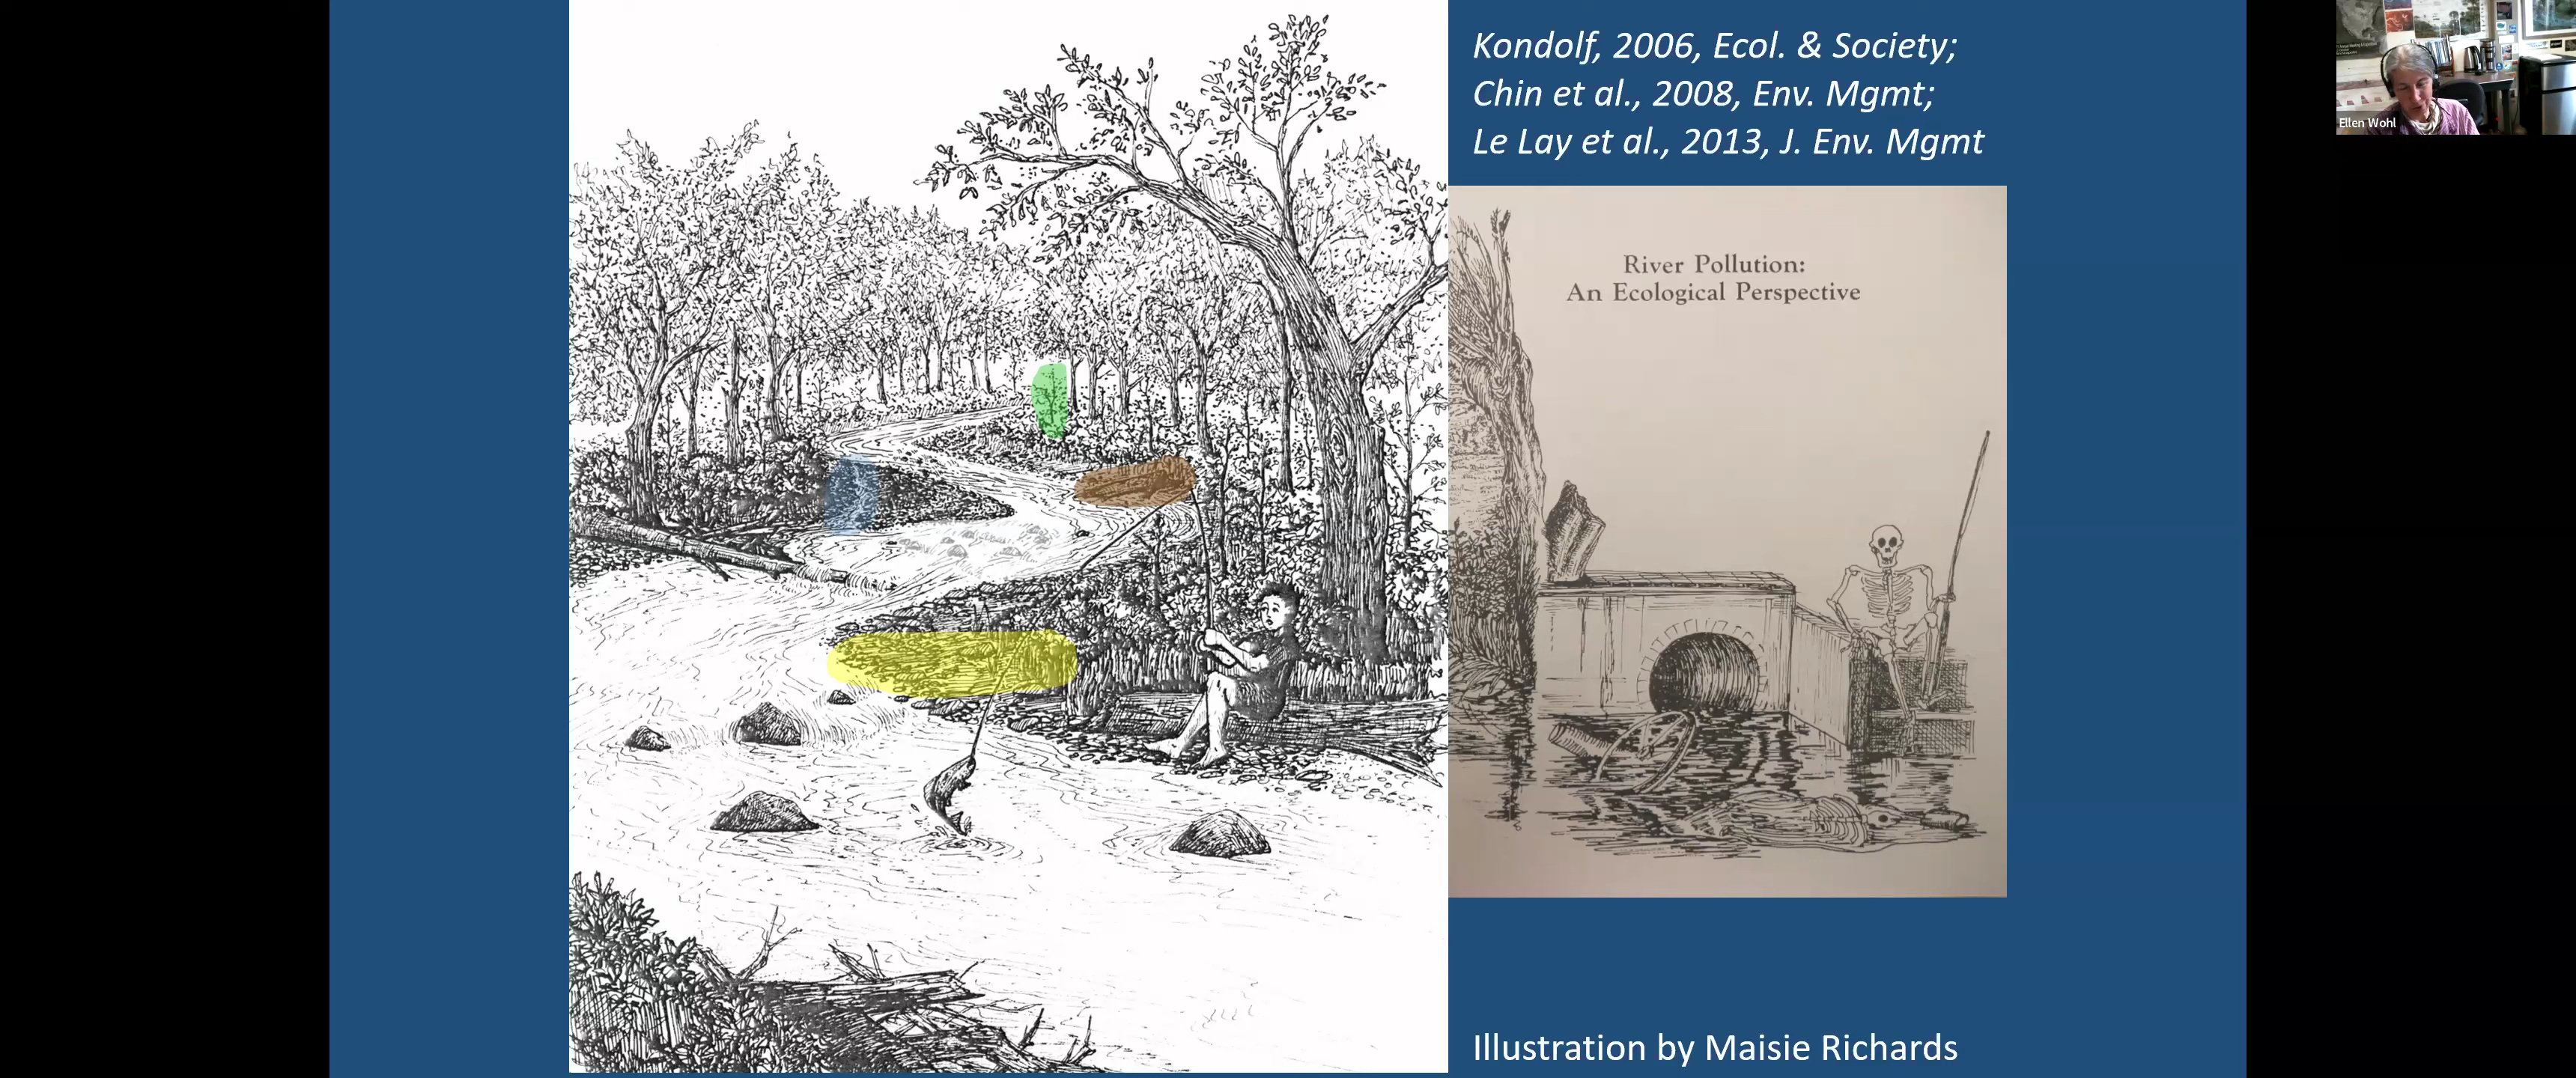 Kondolf, 2006, Ecol. & Society;
Chin et al., 2008, Env. Mgmt;
Le Lay et al., 2013, J. Env. Mgmt
Ellen Wohl
River Pollution:
An Ecological Perspective
Illustration by Maisie Richards